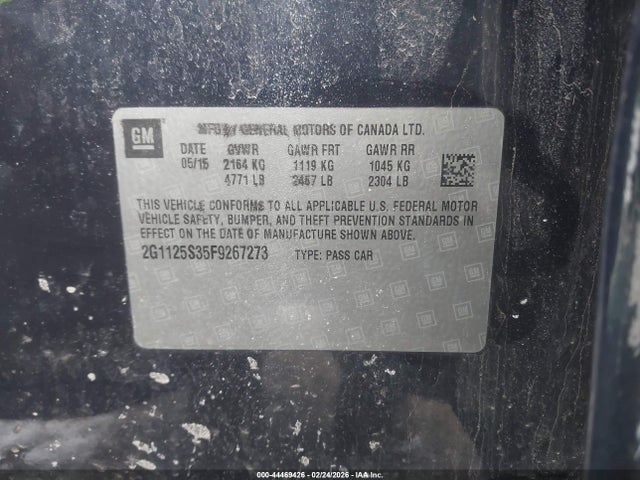 GM
MFD BY GENERAL MOTORS OF CANADA LTD.
DATE GVWR GAWR FRT GAWR RR
05/15 2164 KG 1119 KG 1045 KG
4771 LB 2467 LB 2304 LB
THIS VEHICLE CONFORMS TO ALL APPLICABLE U.S. FEDERAL MOTOR
VEHICLE SAFETY, BUMPER, AND THEFT PREVENTION STANDARDS IN
EFFECT ON THE DATE OF MANUFACTURE SHOWN ABOVE.
2G1125S35F9267273 TYPE: PASS CAR
000-44469426 - 02/24/2026 - IAA